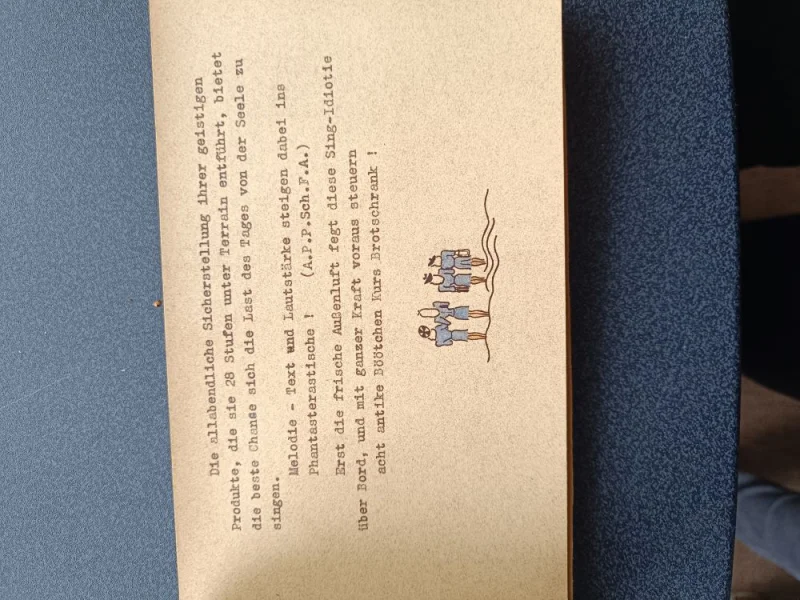 Die allabendliche Sicherstellung ihrer geistigen
Produkte, die sie 28 Stufen unter Terrain entführt, bietet
die beste Chanse sich die Last des Tages von der Seele zu
singen.
Melodie - Text und Lautstärke steigen dabei ins
Phantasterastische ! (A.P.P.Sch.F.A.)
Erst die frische Außenluft fegt diese Sing-Idiotie
über Bord, und mit ganzer Kraft voraus steuern
acht antike Böötchen Kurs Brotschrank !